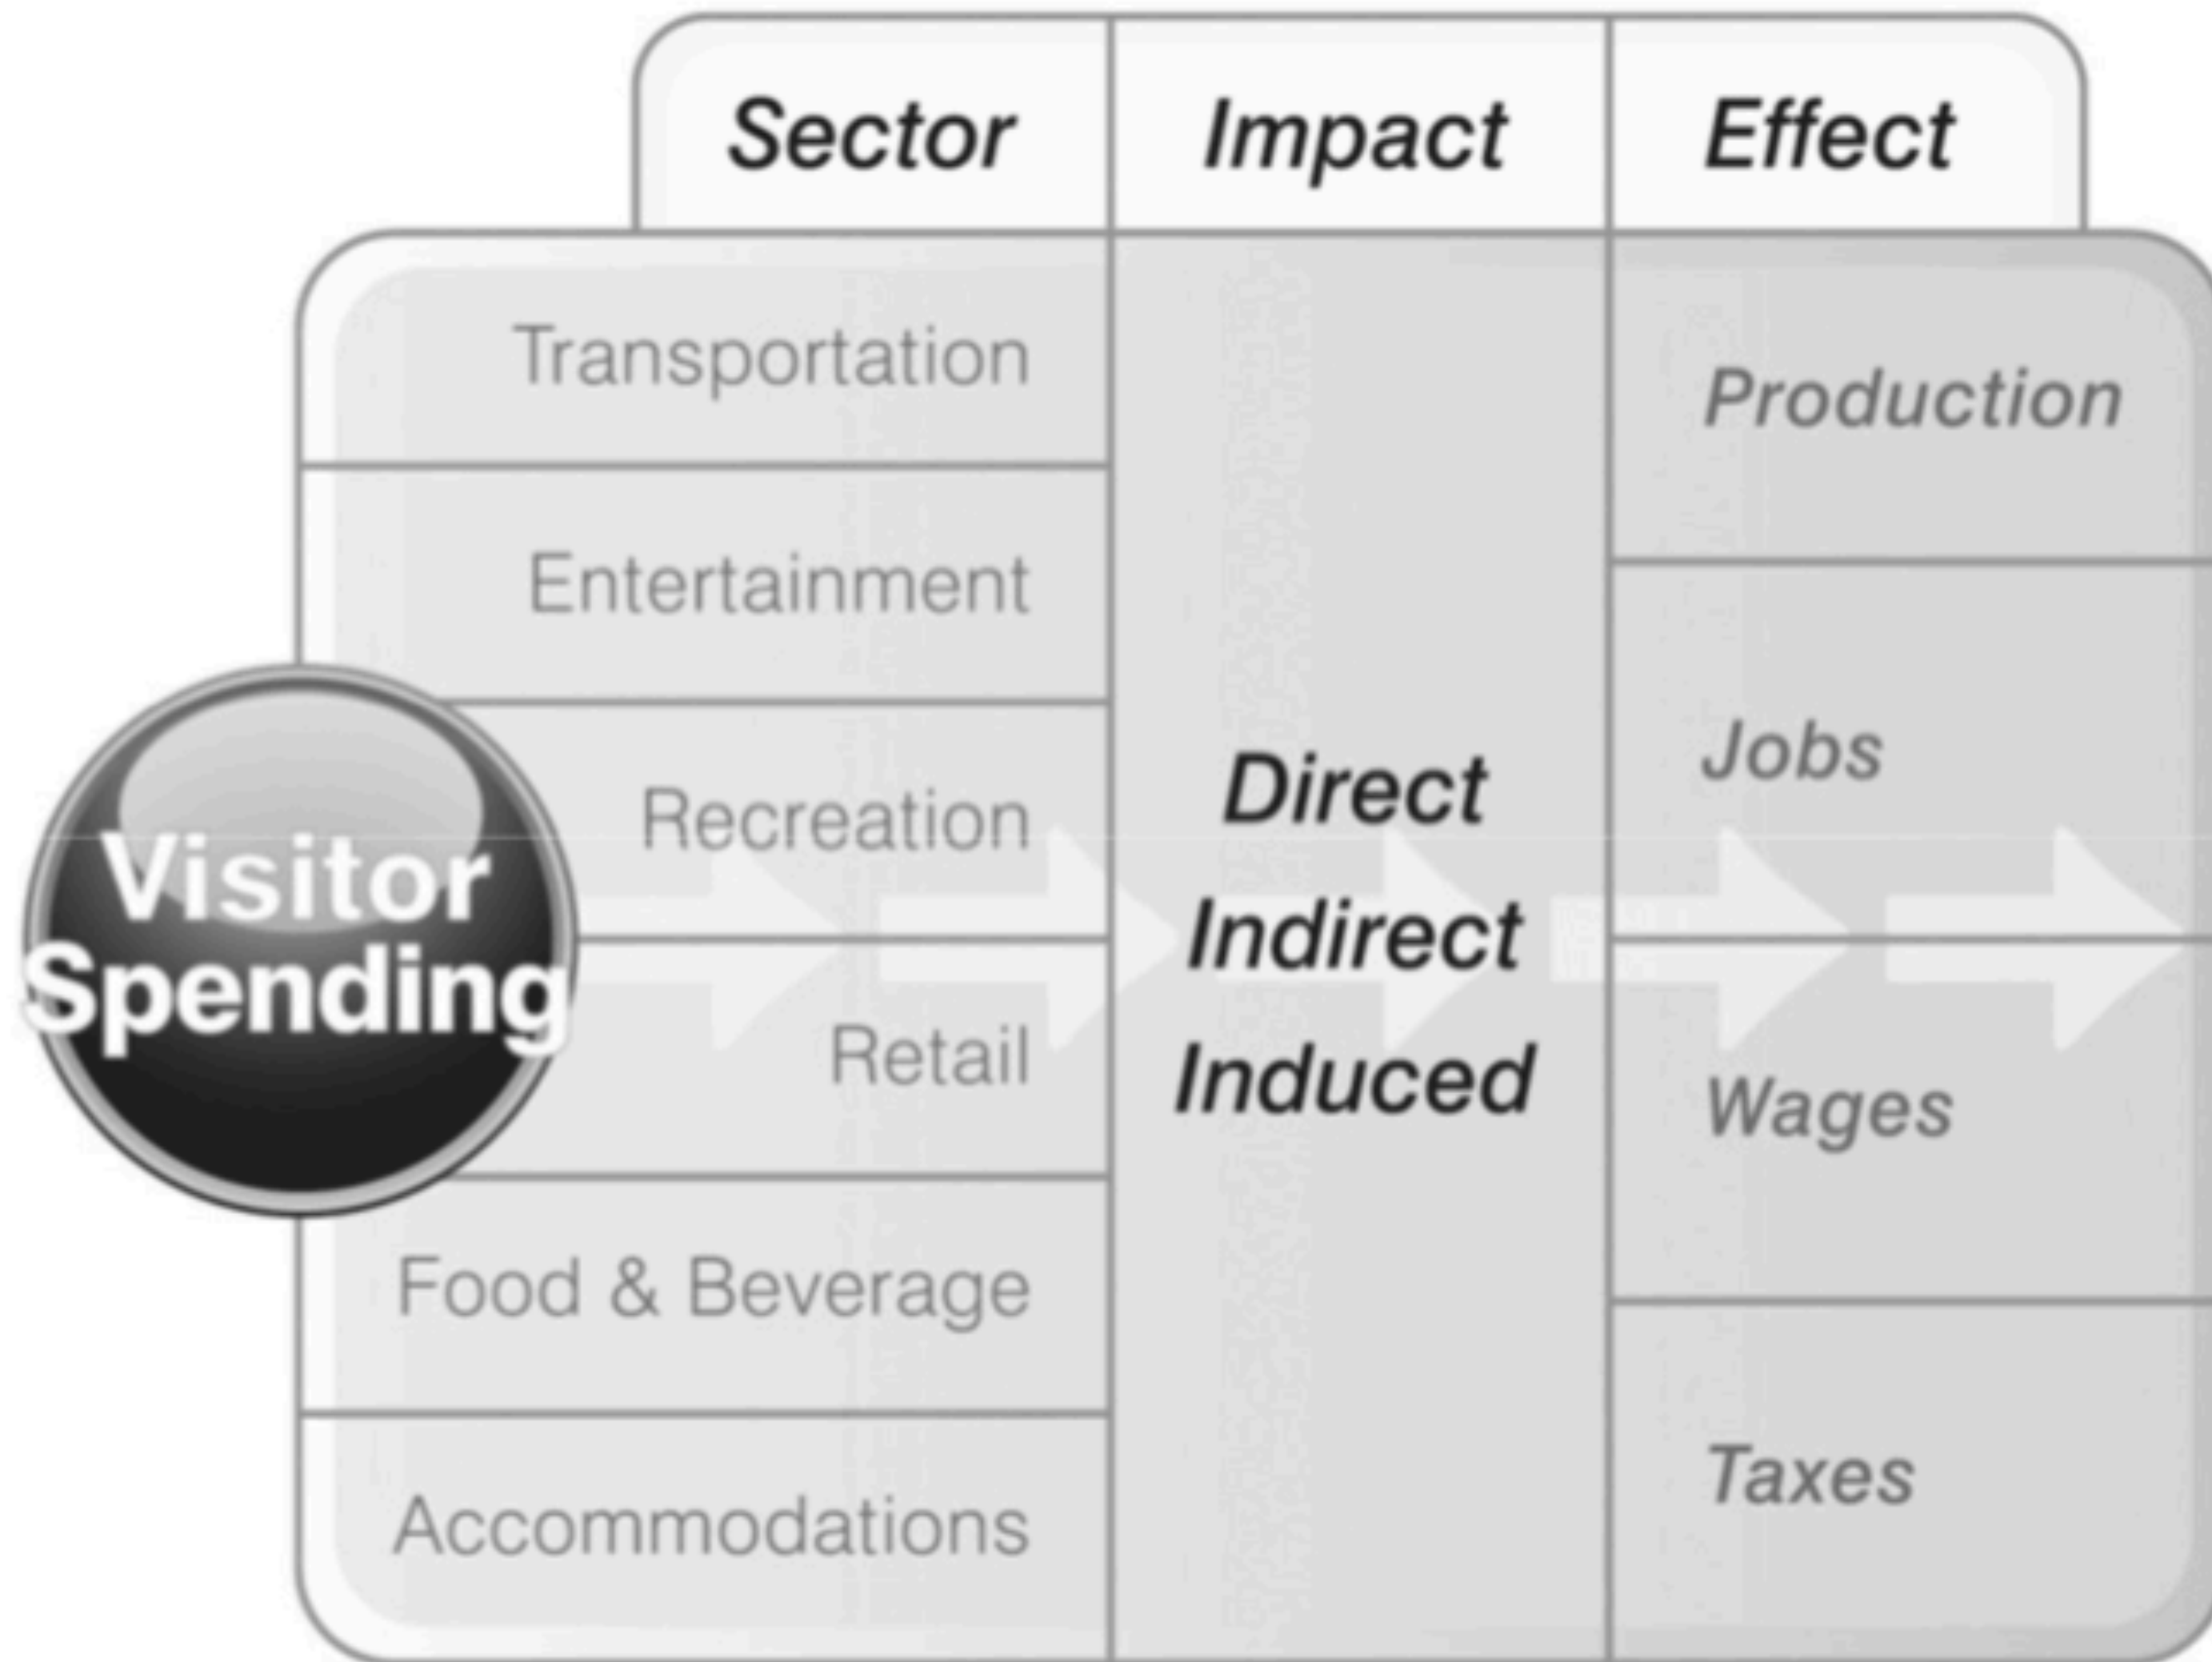 Sector
Impact
Effect
Transportation
Entertainment
Recreation
Retail
Food & Beverage
Accommodations
Visitor
Spending
Direct
Indirect
Induced
Production
Jobs
Wages
Taxes